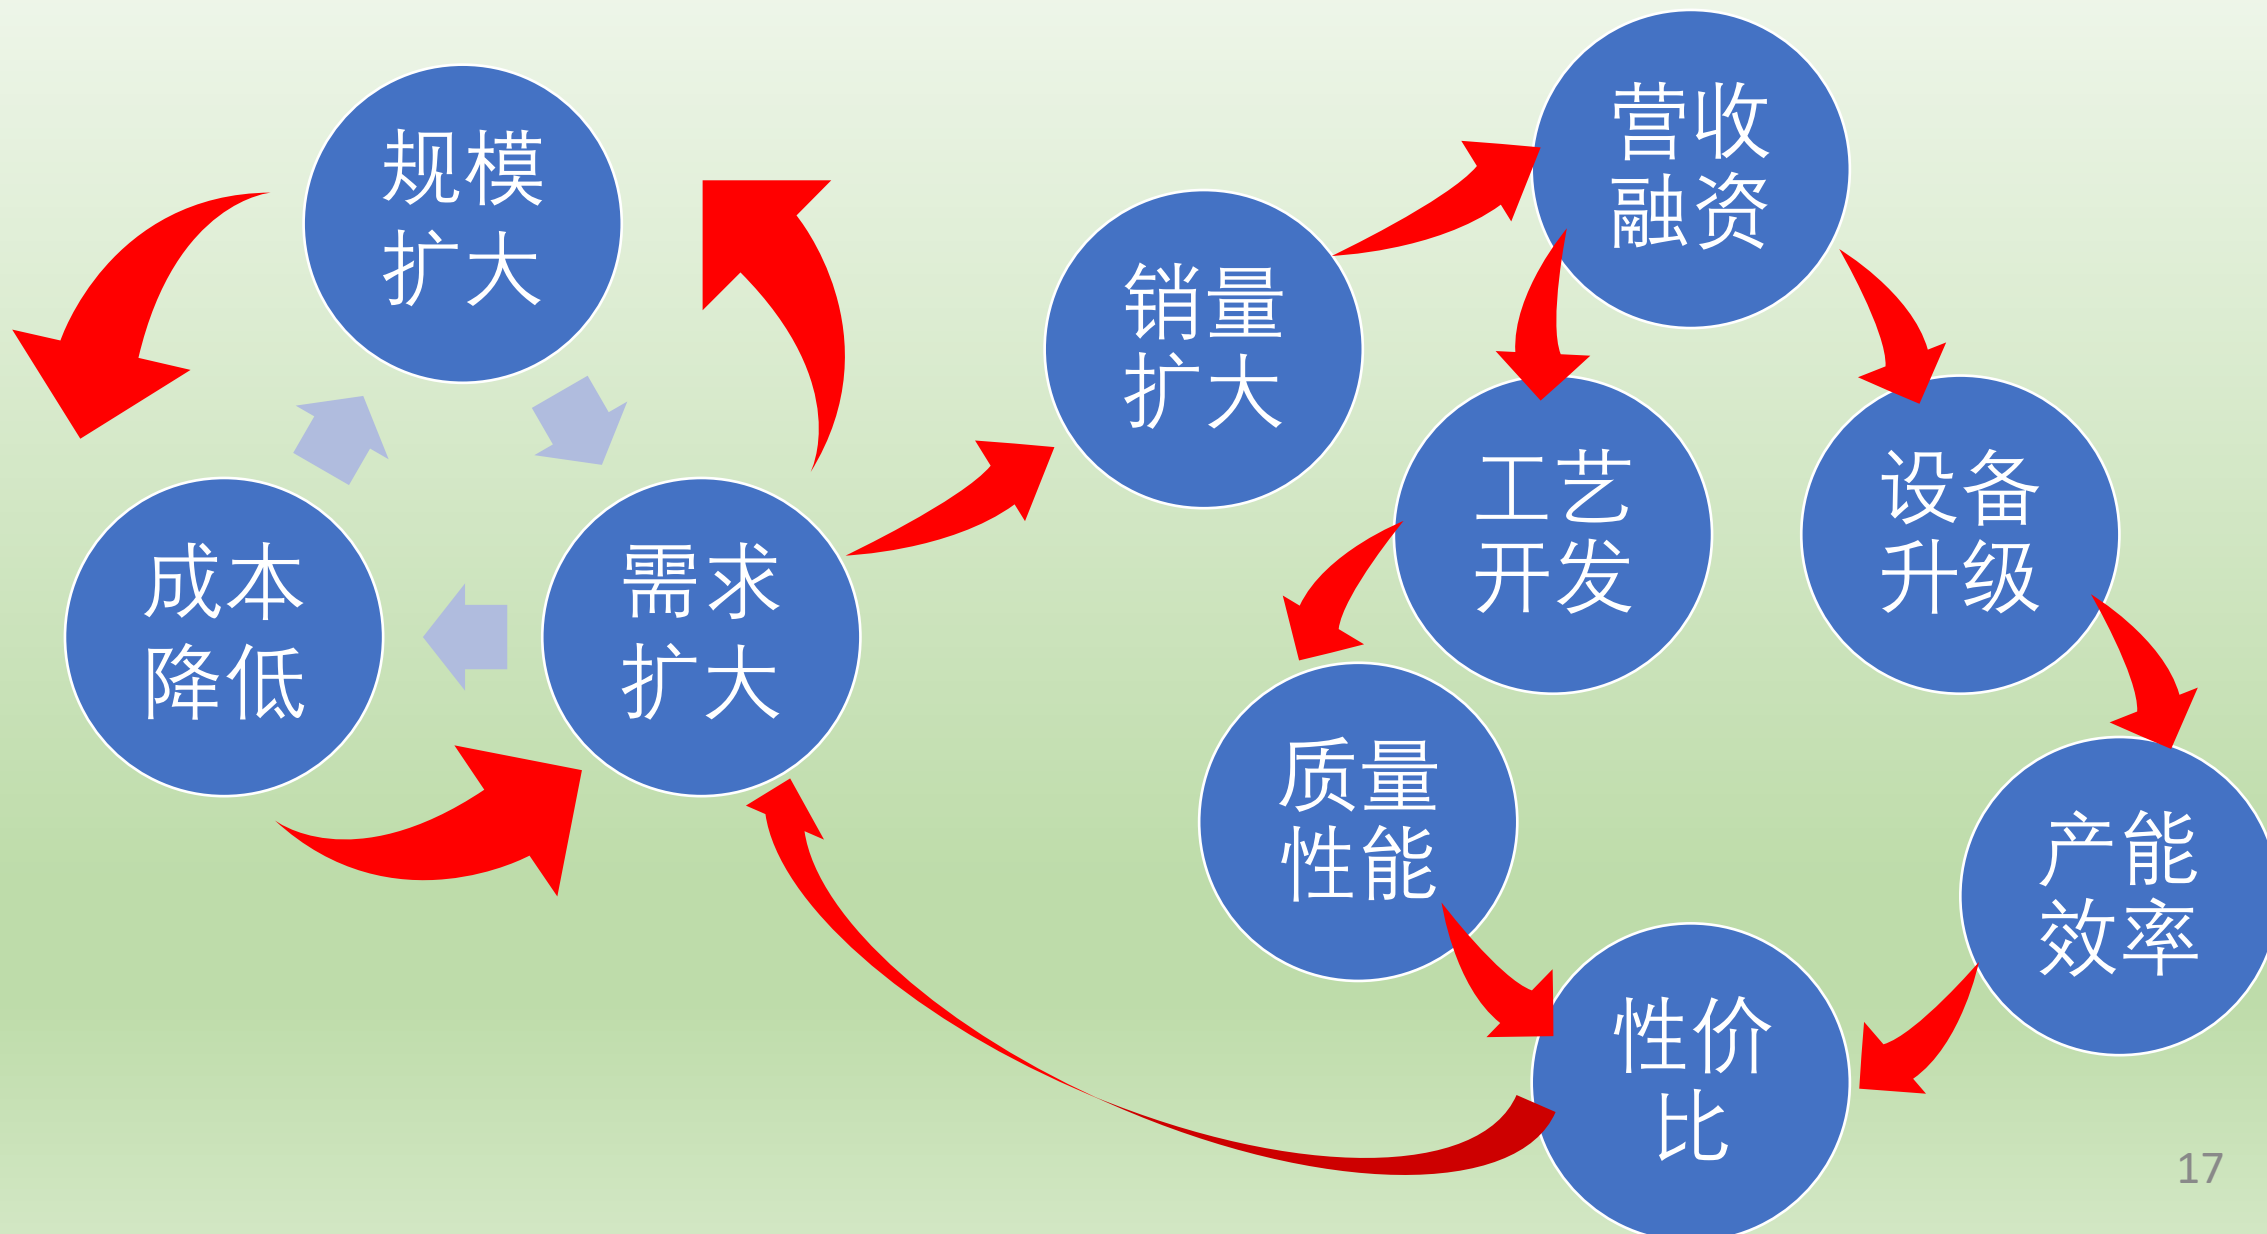 规模
扩大
成本
降低
需求
扩大
销量
扩大
营收
融资
工艺
开发
设备
升级
质量
性能
产能
效率
性价
比
17